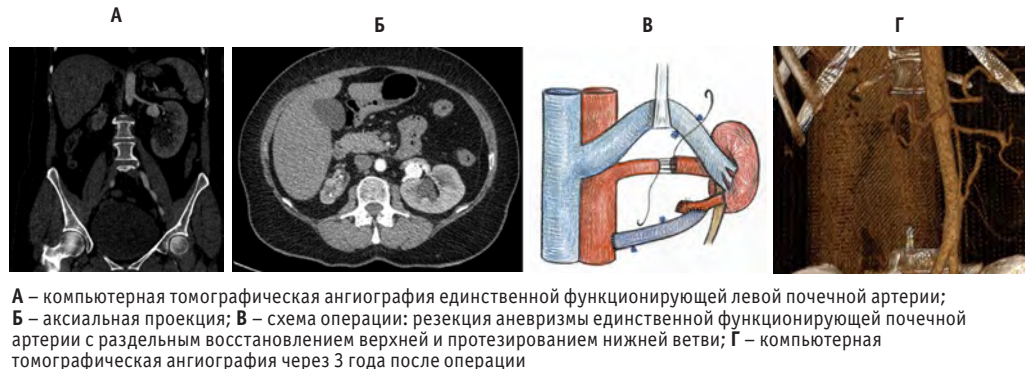 А
Б
В
Г
А – компьютерная томографическая ангиография единственной функционирующей левой почечной артерии;
Б – аксиальная проекция; В – схема операции: резекция аневризмы единственной функционирующей почечной
артерии с раздельным восстановлением верхней и протезированием нижней ветви; Г – компьютерная
томографическая ангиография через 3 года после операции